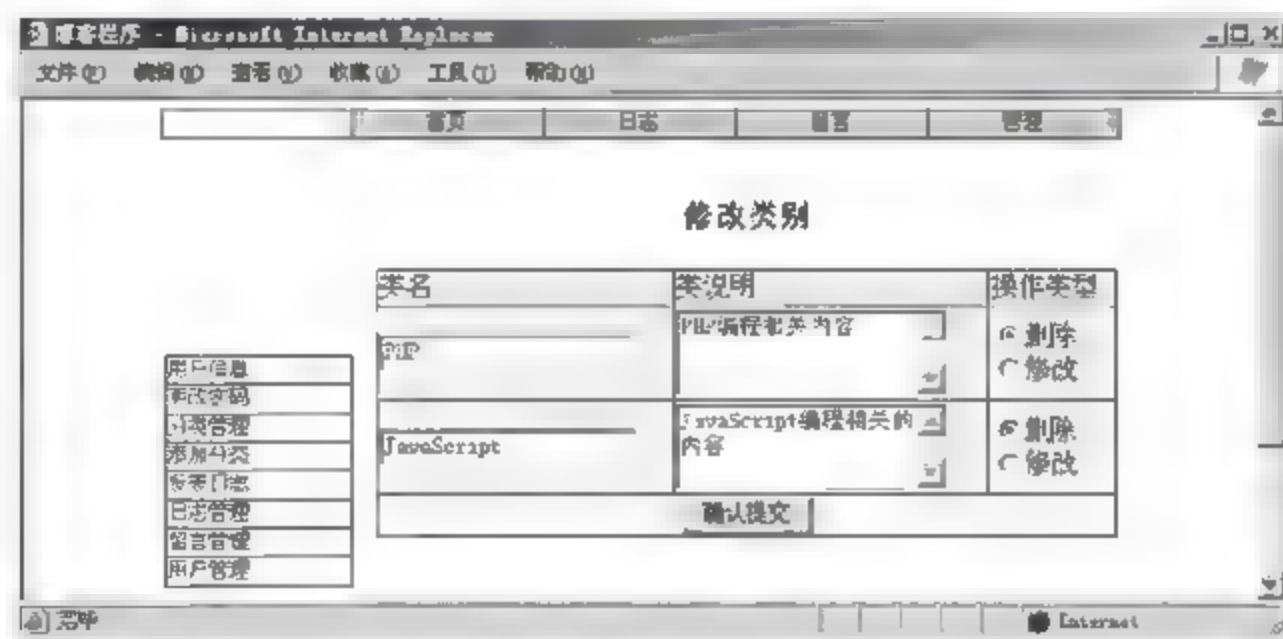 博客程序 - Microsoft Internet Explorer
文件(F) 编辑(E) 查看(V) 收藏(A) 工具(T) 帮助(H)
首页 日志 留言 管理
修改类别
类名 类说明 操作类型
PHP PHP编程相关内容 删除
修改
JavaScript JavaScript编程相关的内容 删除
修改
确认提交
用户信息
更改密码
分类管理
添加分类
发表日志
日志管理
留言管理
用户管理
完毕 Internet